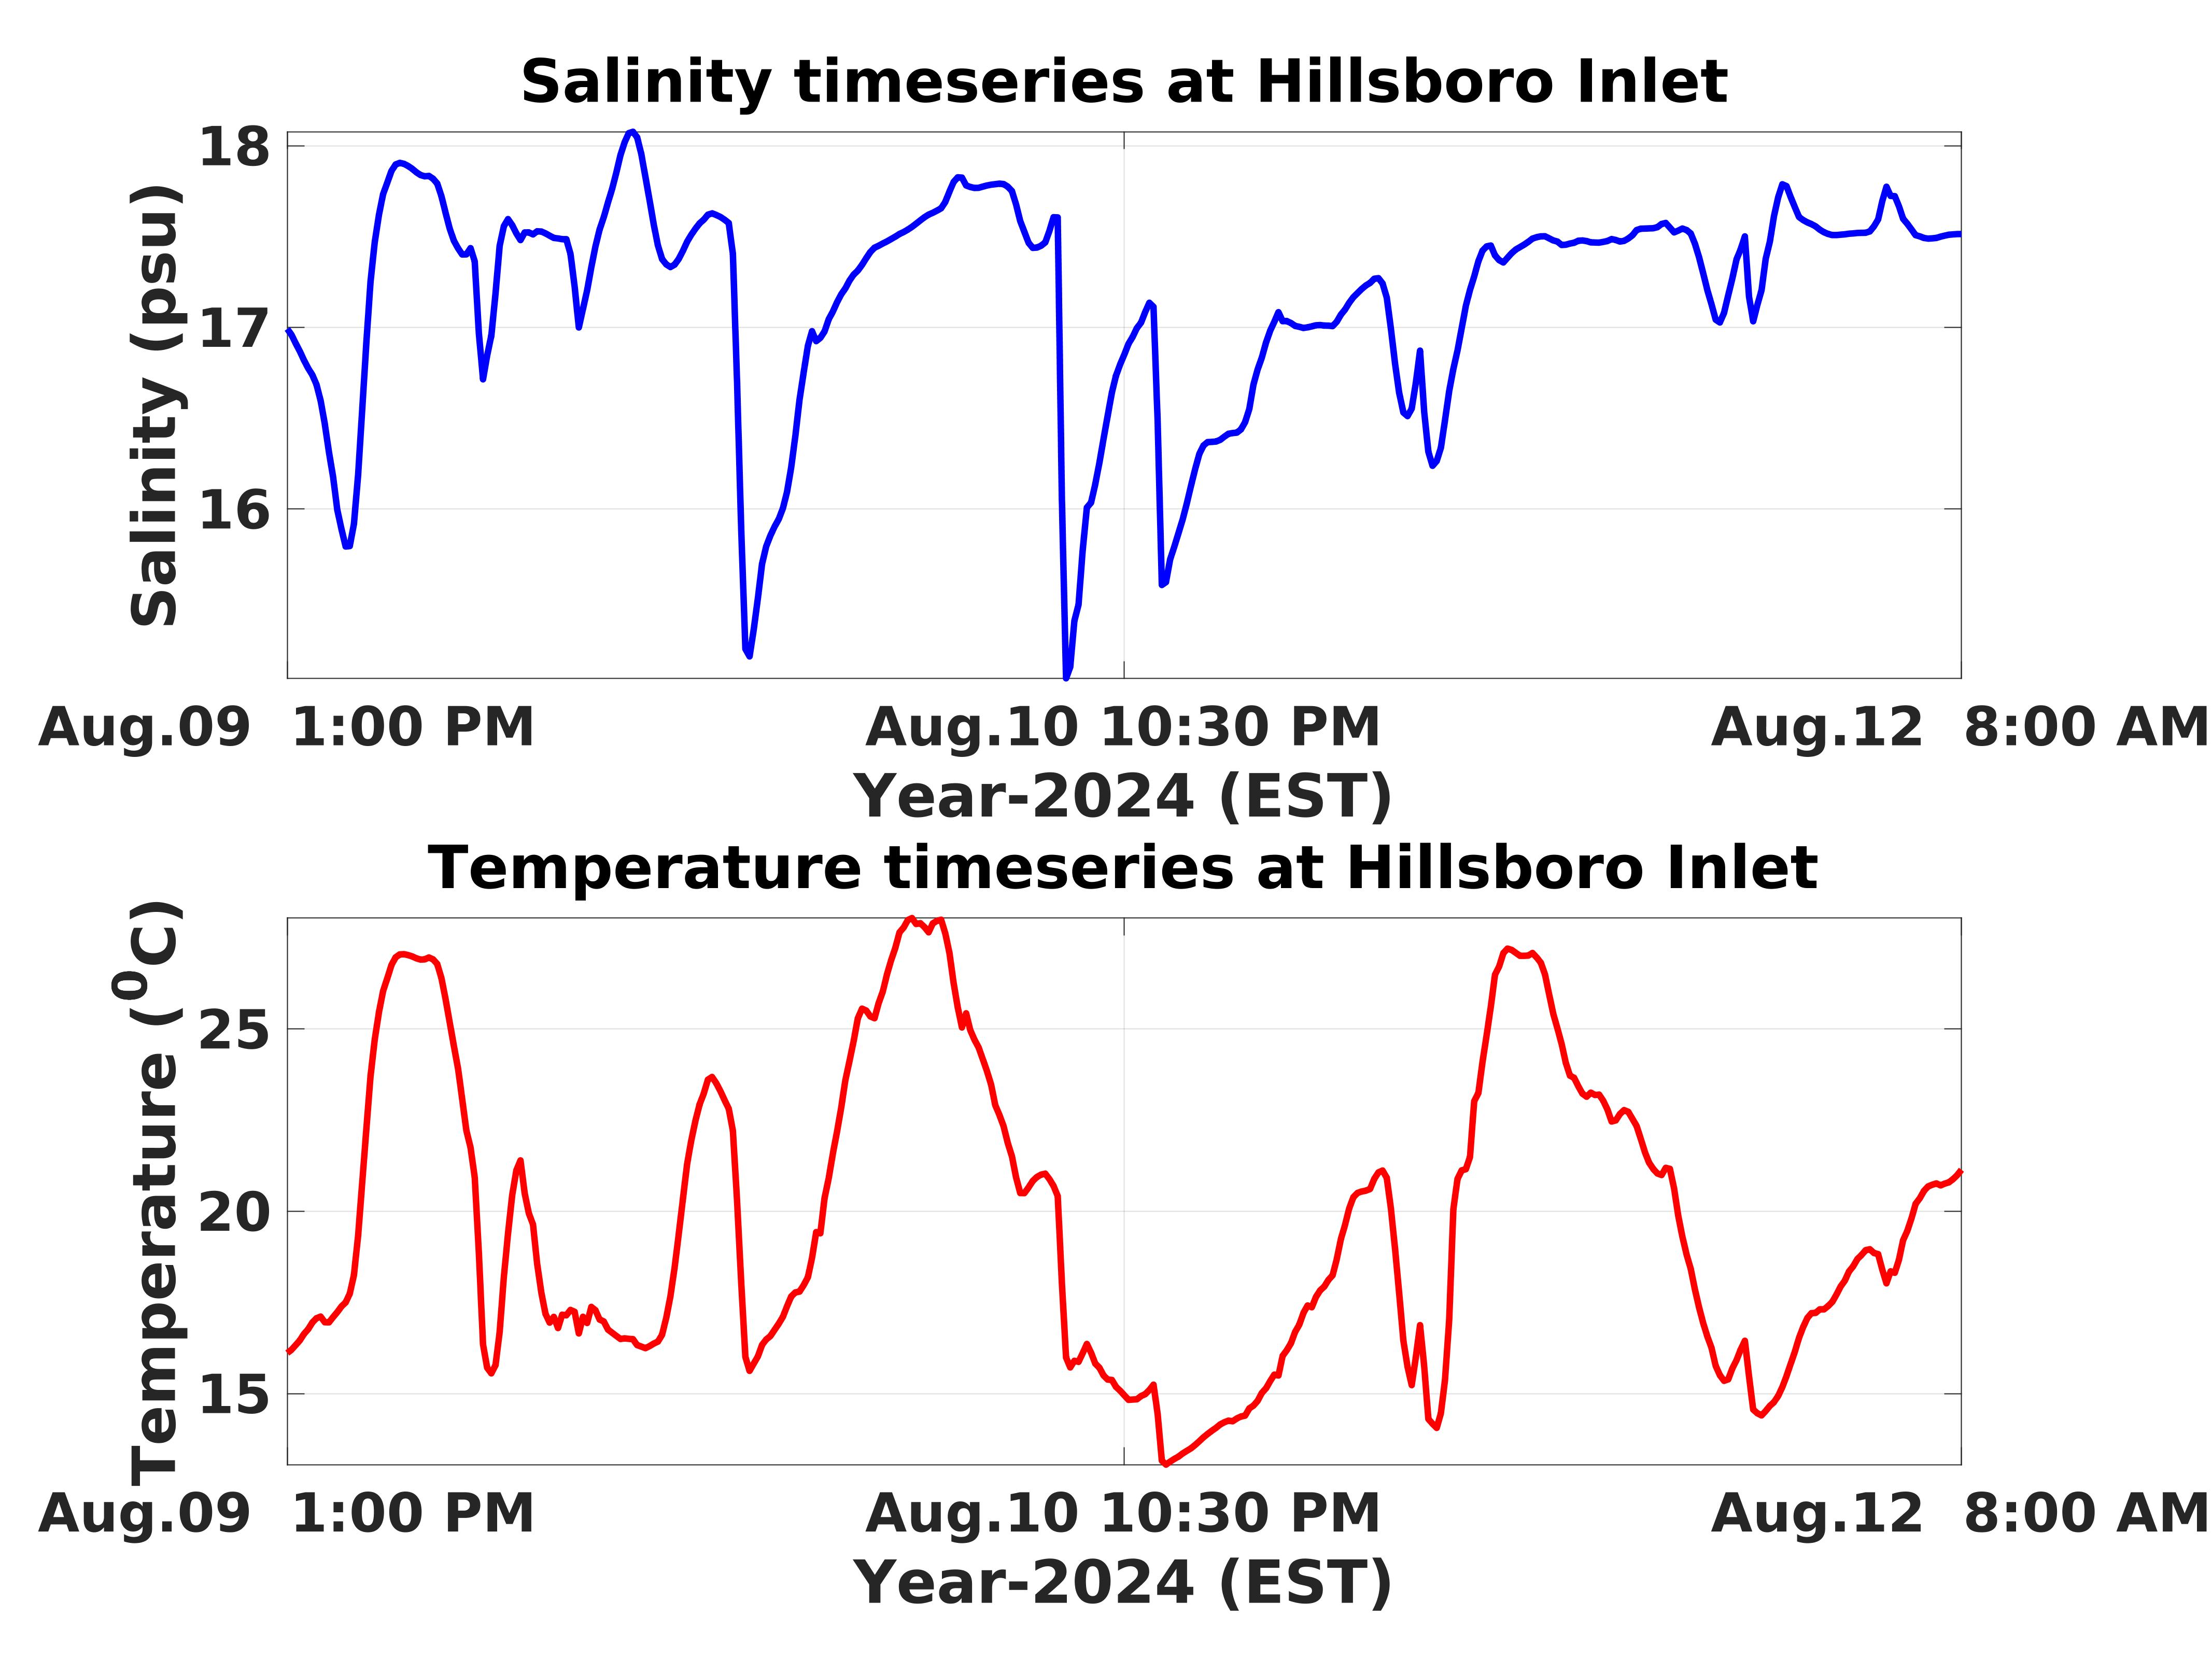 Salinity timeseries at Hillsboro Inlet
Salinity (psu)
18
17
16
Aug.09 1:00 PM
Aug.10 10:30 PM
Aug.12 8:00 AM
Year-2024 (EST)
Temperature timeseries at Hillsboro Inlet
Temperature (⁰C)
25
20
15
Aug.09 1:00 PM
Aug.10 10:30 PM
Aug.12 8:00 AM
Year-2024 (EST)